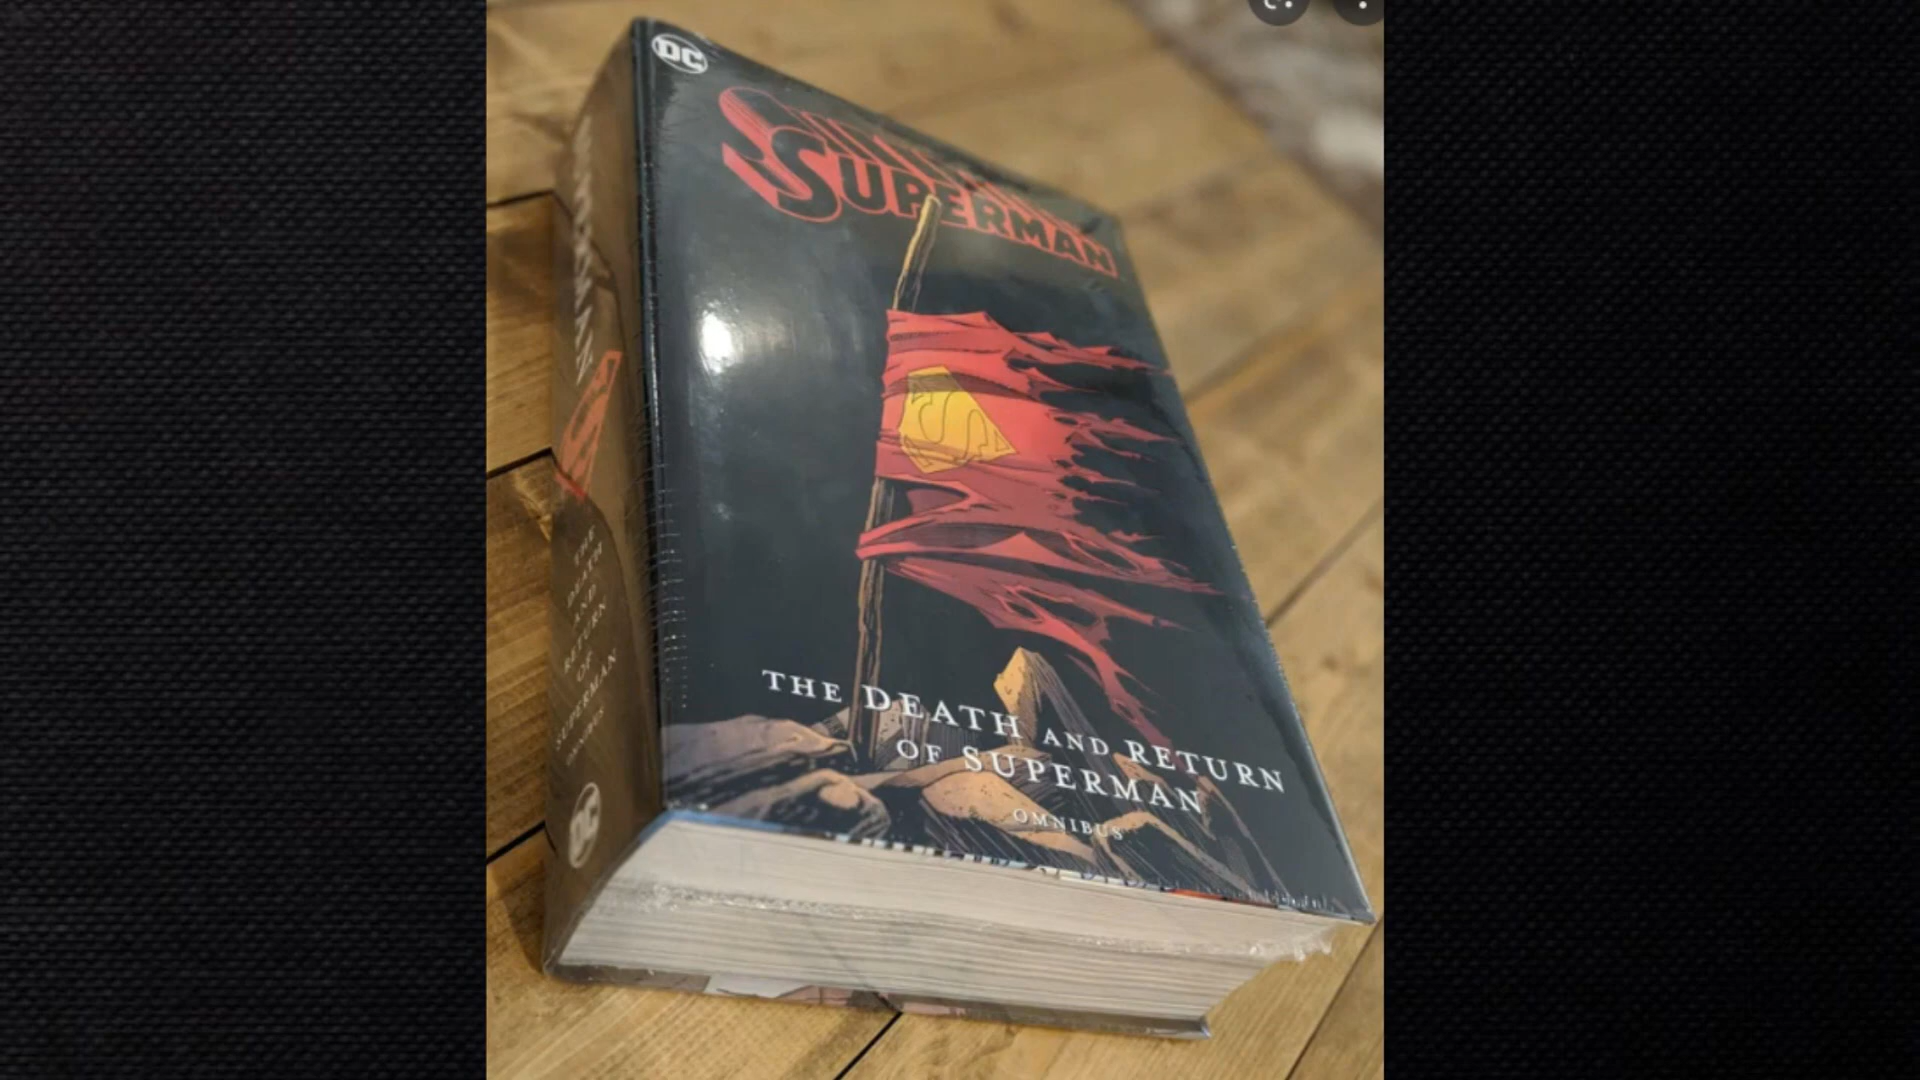 DC
SUPERMAN
THE DEATH AND RETURN
OF SUPERMAN
OMNIBUS
SUPERMAN
THE
DEATH
AND
RETURN
OF
SUPERMAN
OMNIBUS
DC